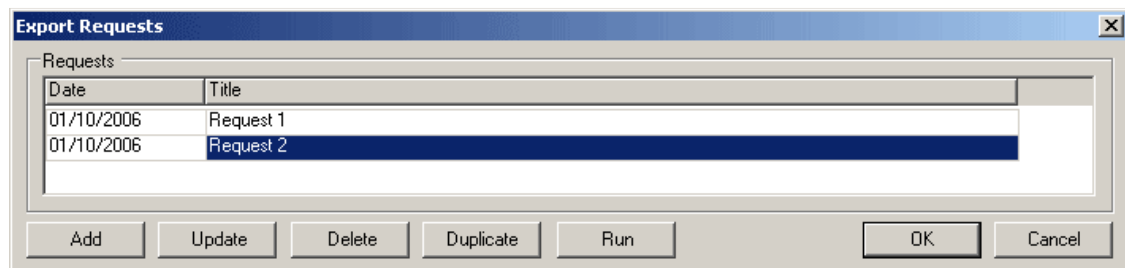 Export Requests
Requests
Date Title
01/10/2006 Request 1
01/10/2006 Request 2
Add Update Delete Duplicate Run OK Cancel